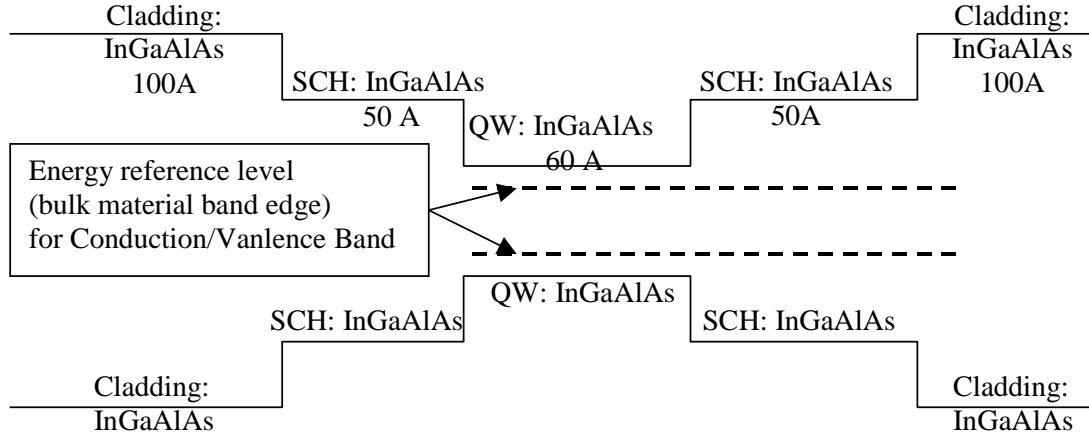 Cladding:
InGaAlAs
100A
SCH: InGaAlAs
50 A
QW: InGaAlAs
60 A
SCH: InGaAlAs
50A
Cladding:
InGaAlAs
100A
Energy reference level
(bulk material band edge)
for Conduction/Vanlence Band
QW: InGaAlAs
SCH: InGaAlAs
SCH: InGaAlAs
Cladding:
InGaAlAs
Cladding:
InGaAlAs